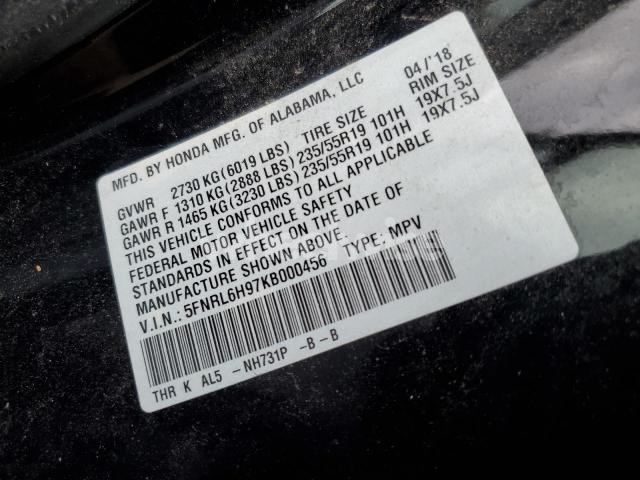 MFD. BY HONDA MFG. OF ALABAMA, LLC 04/'18
GVWR 2730 KG(6019 LBS) TIRE SIZE RIM SIZE
GAWR F 1310 KG(2888 LBS) 235/55R19 101H 19X7.5J
GAWR R 1465 KG(3230 LBS) 235/55R19 101H 19X7.5J
THIS VEHICLE CONFORMS TO ALL APPLICABLE
FEDERAL MOTOR VEHICLE SAFETY
STANDARDS IN EFFECT ON THE DATE OF
MANUFACTURE SHOWN ABOVE.
V.I.N.: 5FNRL6H97KB000456 TYPE: MPV
THR K AL5 -NH731P -B-B